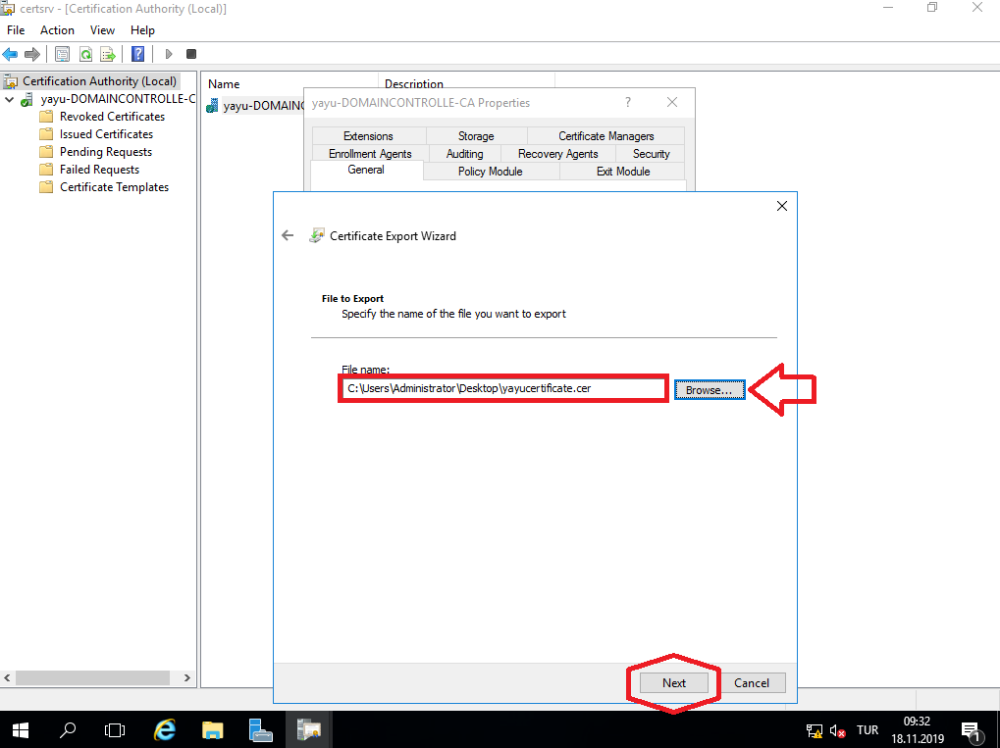 certsrv - [Certification Authority (Local)]
File Action View Help
Certification Authority (Local)
yayu-DOMAINCONTROLLE-C
Revoked Certificates
Issued Certificates
Pending Requests
Failed Requests
Certificate Templates
Name Description
yayu-DOMAINC
yayu-DOMAINCONTROLLE-CA Properties
Extensions Storage Certificate Managers
Enrollment Agents Auditing Recovery Agents Security
General Policy Module Exit Module
Certificate Export Wizard
File to Export
Specify the name of the file you want to export
File name:
C:\Users\Administrator\Desktop\yayucertificate.cer
Browse...
Next Cancel
TUR
09:32
18.11.2019
1